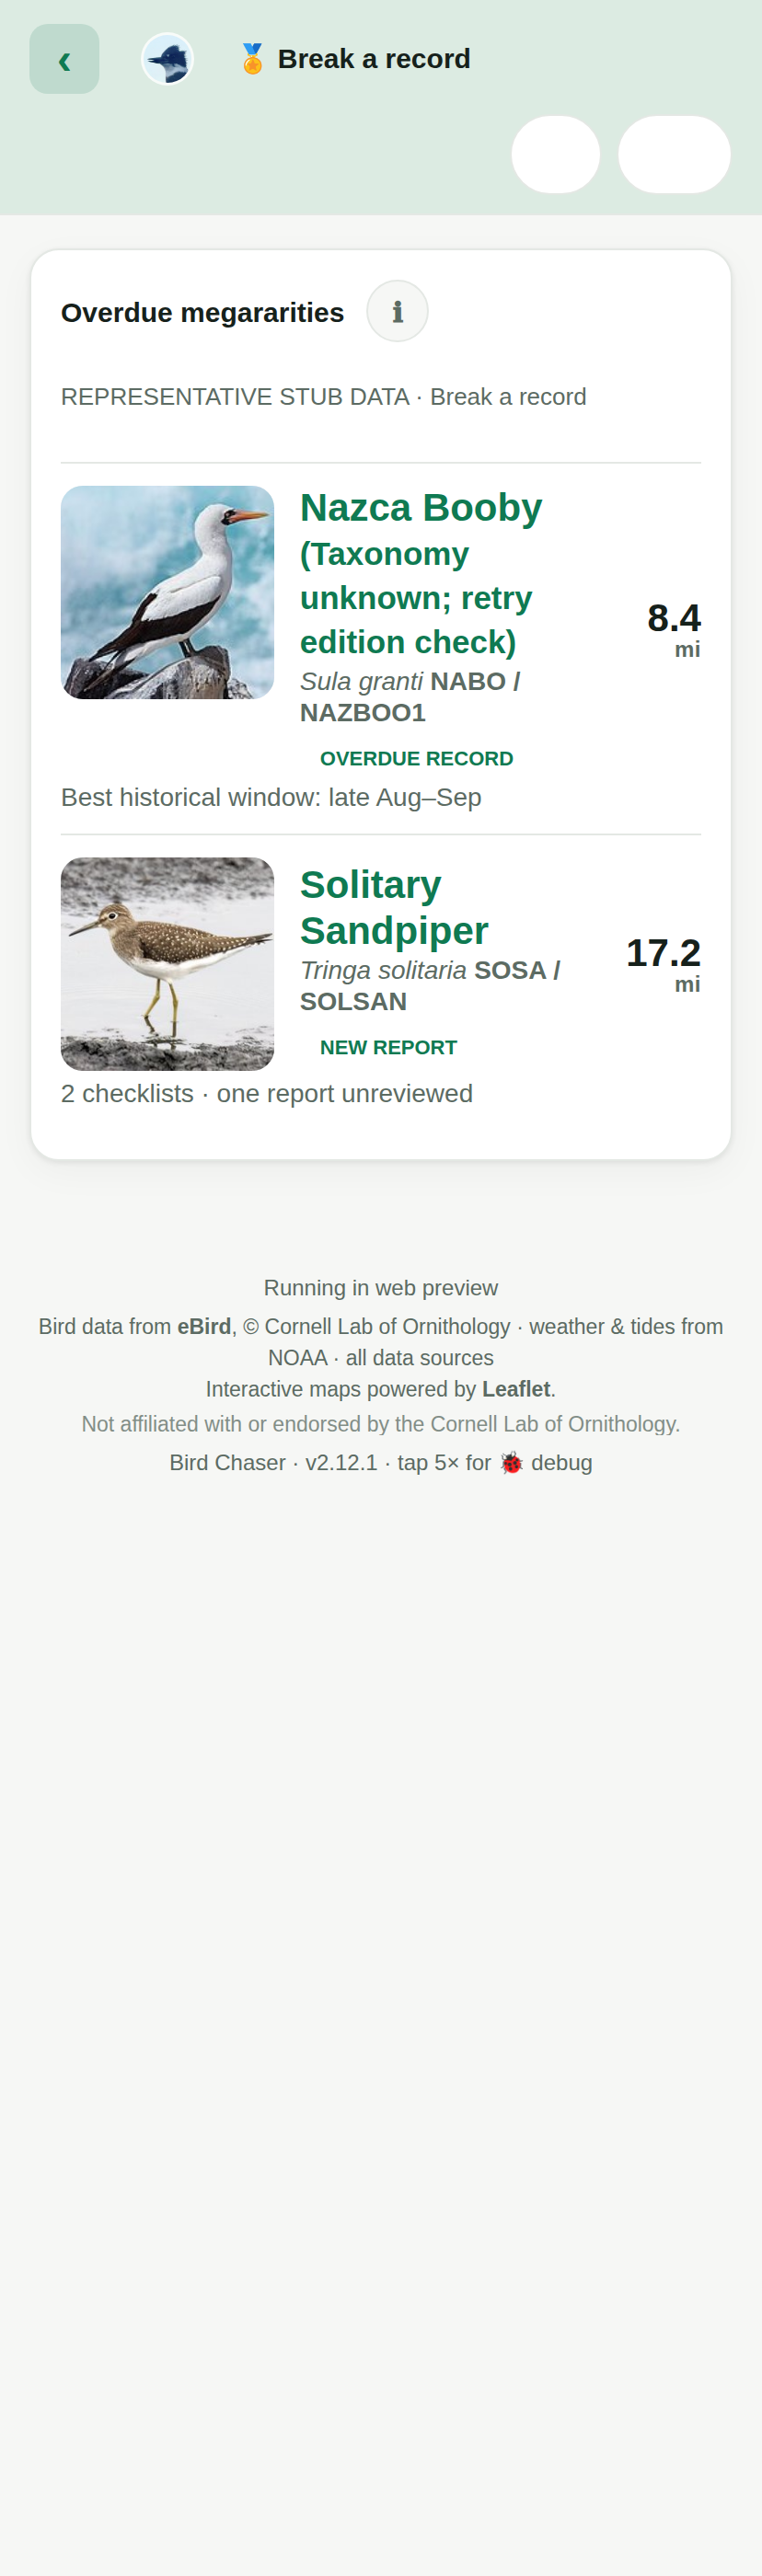 ‹
🏅 Break a record
Overdue megararities
ℹ
REPRESENTATIVE STUB DATA · Break a record
Nazca Booby
(Taxonomy
unknown; retry
edition check)
Sula granti NABO /
NAZBOO1
8.4
mi
OVERDUE RECORD
Best historical window: late Aug–Sep
Solitary
Sandpiper
Tringa solitaria SOSA /
SOLSAN
17.2
mi
NEW REPORT
2 checklists · one report unreviewed
Running in web preview
Bird data from eBird, © Cornell Lab of Ornithology · weather & tides from
NOAA · all data sources
Interactive maps powered by Leaflet.
Not affiliated with or endorsed by the Cornell Lab of Ornithology.
Bird Chaser · v2.12.1 · tap 5× for 🐞 debug